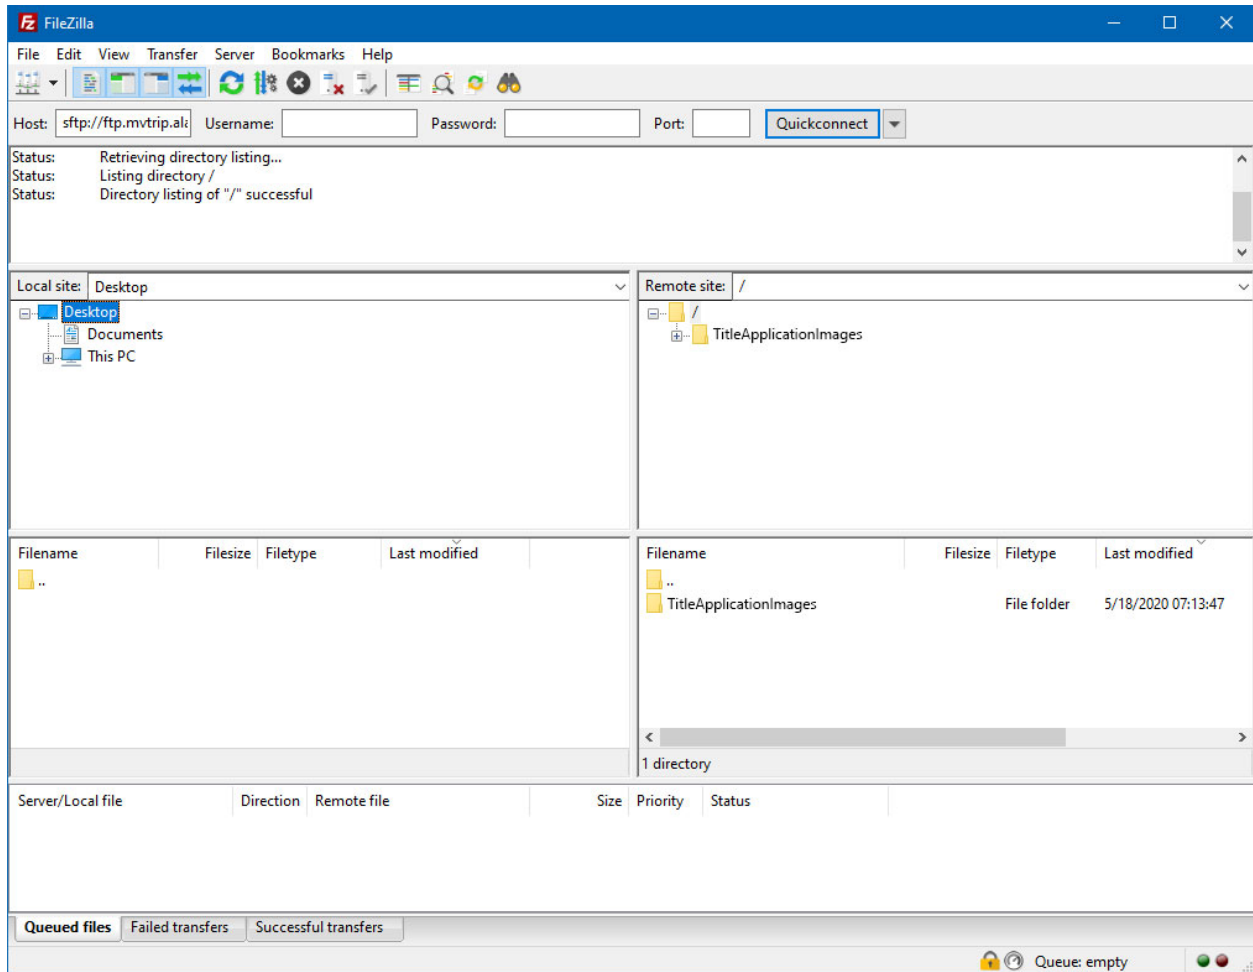 FileZilla
File Edit View Transfer Server Bookmarks Help
Host: sftp://ftp.mvtrip.ala Username: Password: Port: Quickconnect
Status: Retrieving directory listing...
Status: Listing directory /
Status: Directory listing of "/" successful
Local site: Desktop
Desktop
Documents
This PC
Remote site: /
/
TitleApplicationImages
Filename Filesize Filetype Last modified
..
Filename Filesize Filetype Last modified
..
TitleApplicationImages File folder 5/18/2020 07:13:47
1 directory
Server/Local file Direction Remote file Size Priority Status
Queued files Failed transfers Successful transfers
Queue: empty